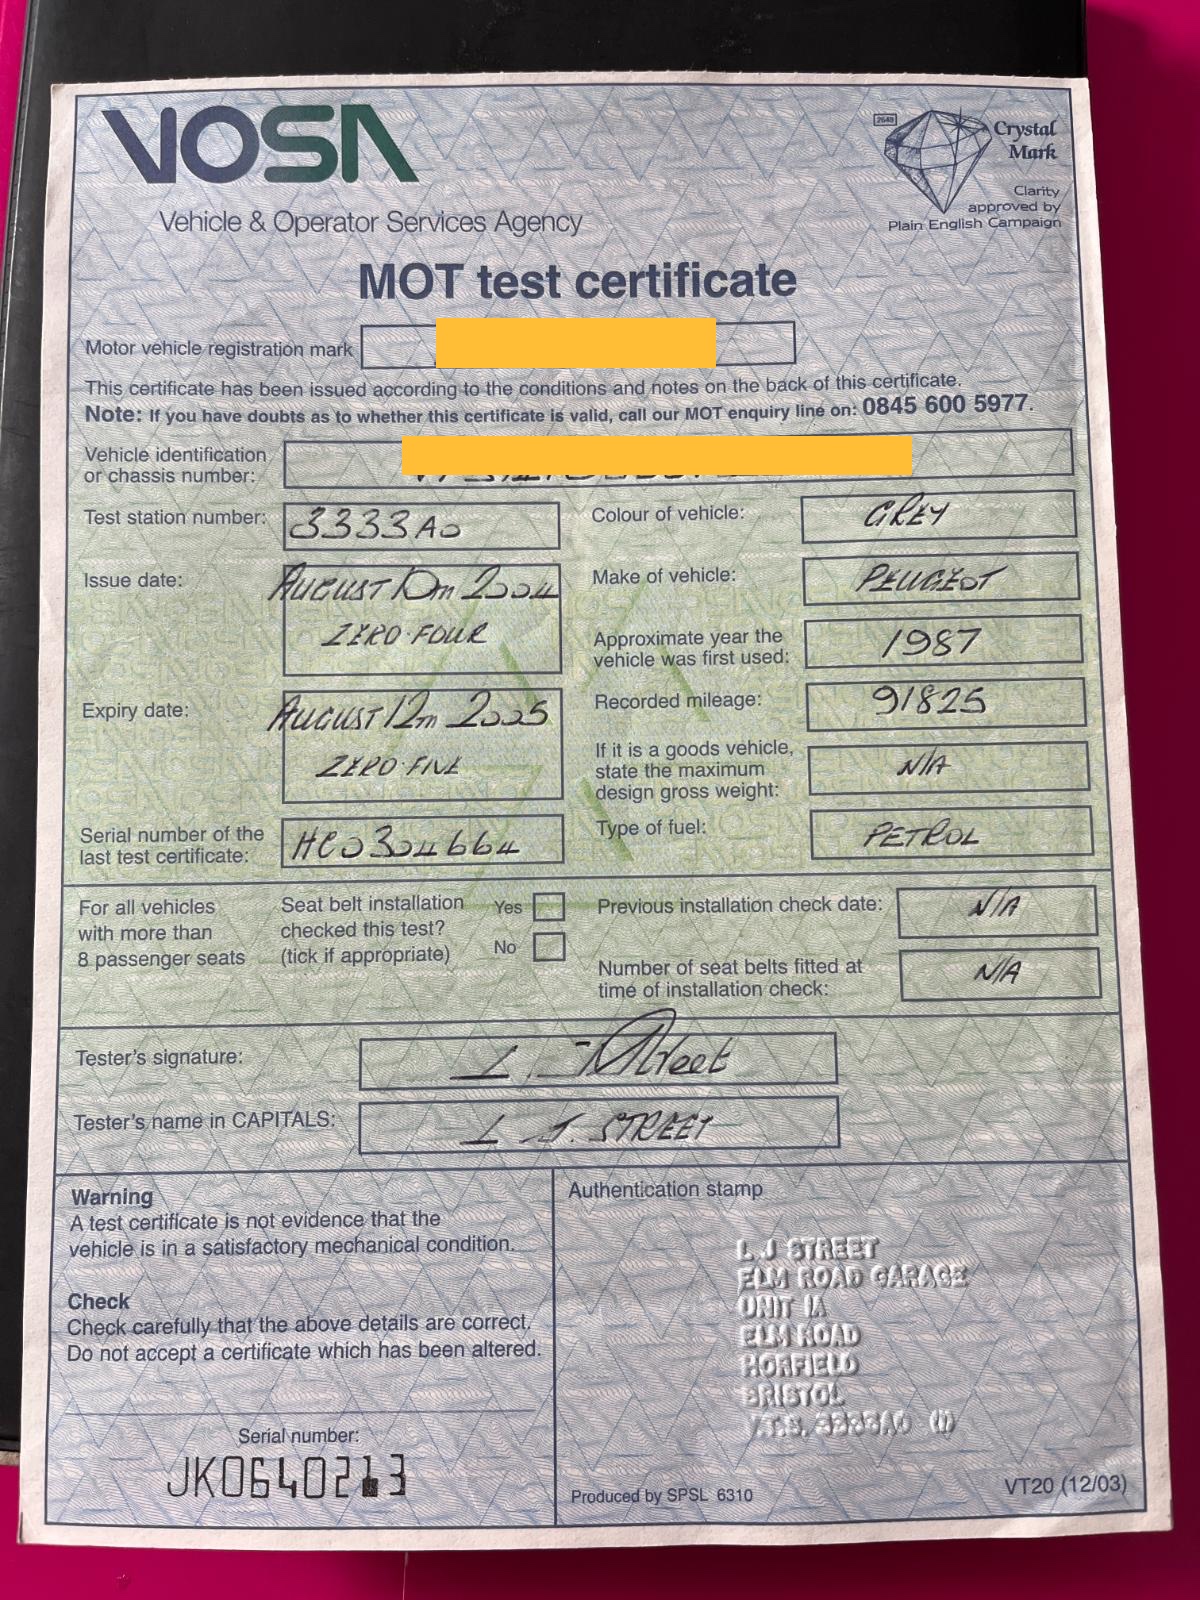 VOSA
Vehicle & Operator Services Agency
2649
Crystal
Mark
Clarity
approved by
Plain English Campaign
MOT test certificate
Motor vehicle registration mark
This certificate has been issued according to the conditions and notes on the back of this certificate.
Note: If you have doubts as to whether this certificate is valid, call our MOT enquiry line on: 0845 600 5977.
Vehicle identification
or chassis number:
Test station number: 3333AO
Colour of vehicle: GREY
Issue date: AUGUST 10TH 2004
ZERO·FOUR
Make of vehicle: PEUGEOT
Approximate year the
vehicle was first used: 1987
Expiry date: AUGUST 12TH 2005
ZERO·FIVE
Recorded mileage: 91825
If it is a goods vehicle,
state the maximum
design gross weight: N/A
Serial number of the
last test certificate: HC0304664
Type of fuel: PETROL
For all vehicles
with more than
8 passenger seats
Seat belt installation
checked this test?
(tick if appropriate)
Yes
No
Previous installation check date: N/A
Number of seat belts fitted at
time of installation check: N/A
Tester's signature: L. J Street
Tester's name in CAPITALS: L J. STREET
Warning
A test certificate is not evidence that the
vehicle is in a satisfactory mechanical condition.
Check
Check carefully that the above details are correct.
Do not accept a certificate which has been altered.
Serial number:
JK0640213
Authentication stamp
L J STREET
ELM ROAD GARAGE
UNIT 1A
ELM ROAD
HORFIELD
BRISTOL
V.T.S. 3333AO (1)
Produced by SPSL 6310
VT20 (12/03)